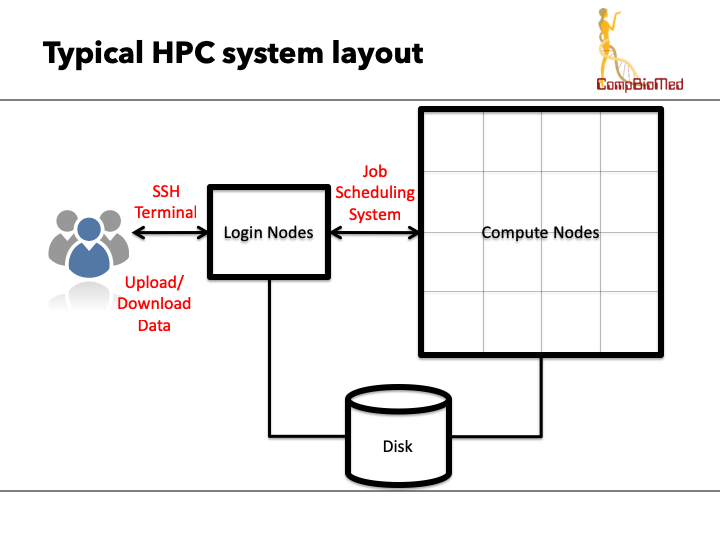 Typical HPC system layout
CompBioMed
SSH
Terminal
Job
Scheduling
System
Login Nodes
Compute Nodes
Upload/
Download
Data
Disk